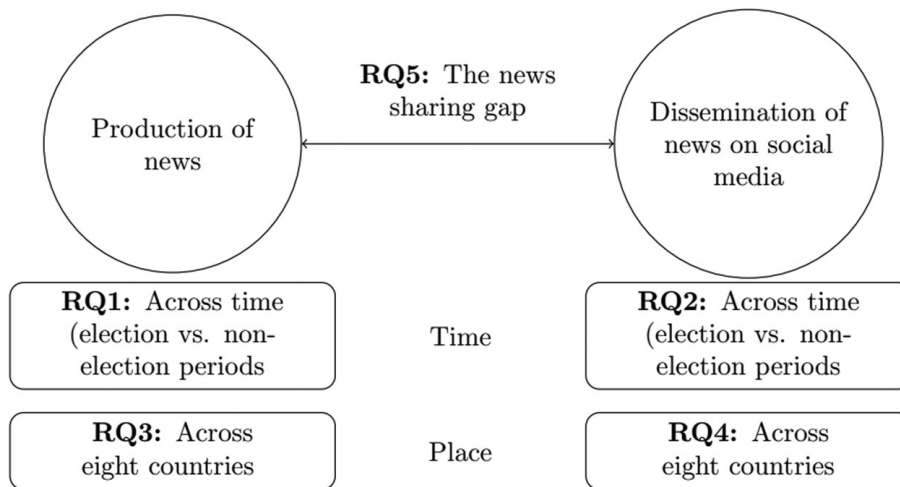 RQ5: The news
sharing gap
Production of
news
Dissemination of
news on social
media
RQ1: Across time
(election vs. non-
election periods
Time
RQ2: Across time
(election vs. non-
election periods
RQ3: Across
eight countries
Place
RQ4: Across
eight countries